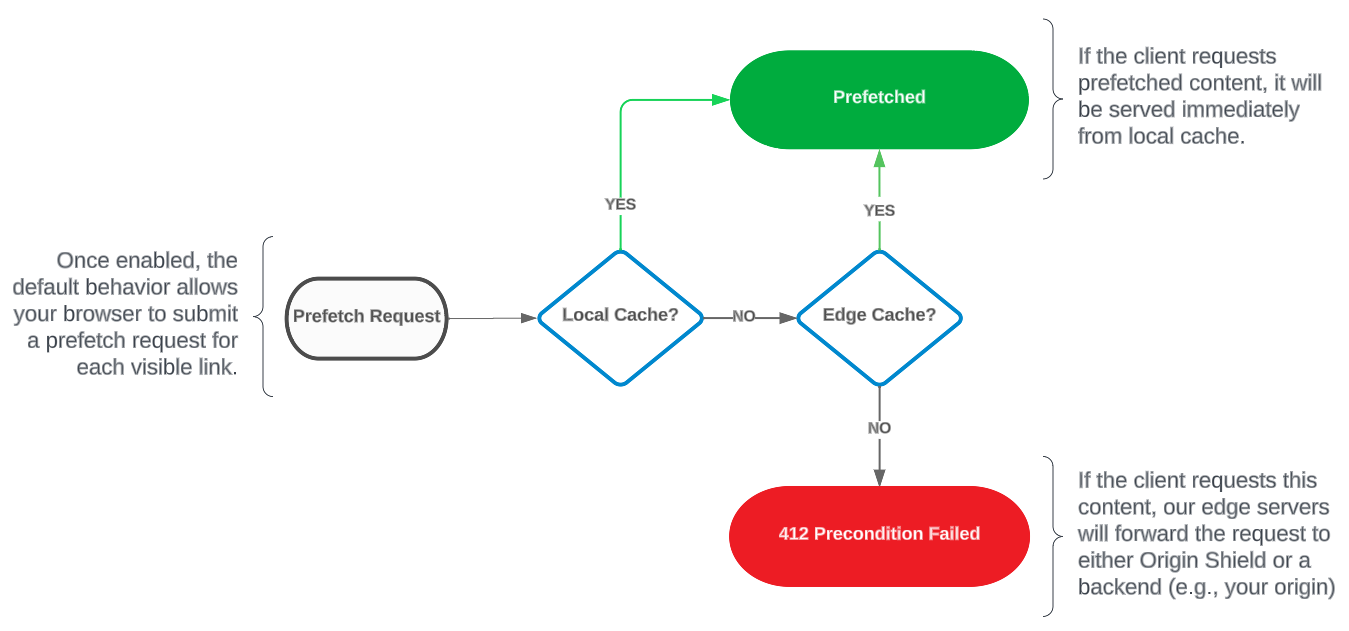 If the client requests
prefetched content, it will
be served immediately
from local cache.
Prefetched
YES
YES
Once enabled, the
default behavior allows
your browser to submit
a prefetch request for
each visible link.
Prefetch Request
Local Cache?
NO
Edge Cache?
NO
If the client requests this
content, our edge servers
will forward the request to
either Origin Shield or a
backend (e.g., your origin)
412 Precondition Failed